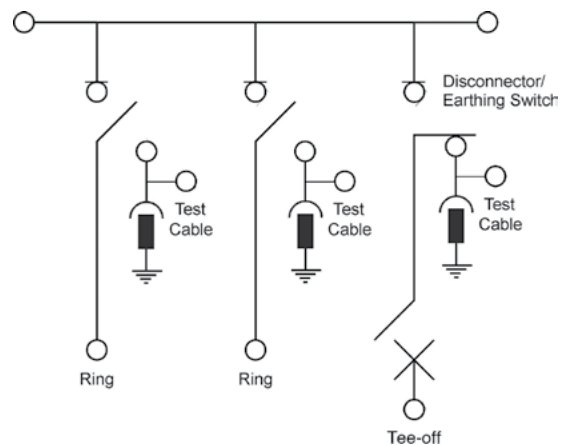 Disconnector/
Earthing Switch
Test
Cable
Test
Cable
Test
Cable
Ring
Ring
Tee-off